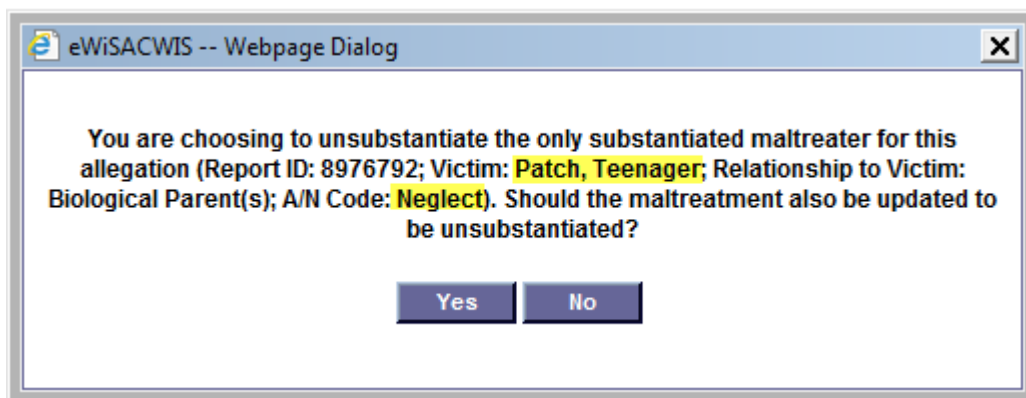 eWiSACWIS -- Webpage Dialog
You are choosing to unsubstantiate the only substantiated maltreater for this
allegation (Report ID: 8976792; Victim: Patch, Teenager; Relationship to Victim:
Biological Parent(s); A/N Code: Neglect). Should the maltreatment also be updated to
be unsubstantiated?
Yes No